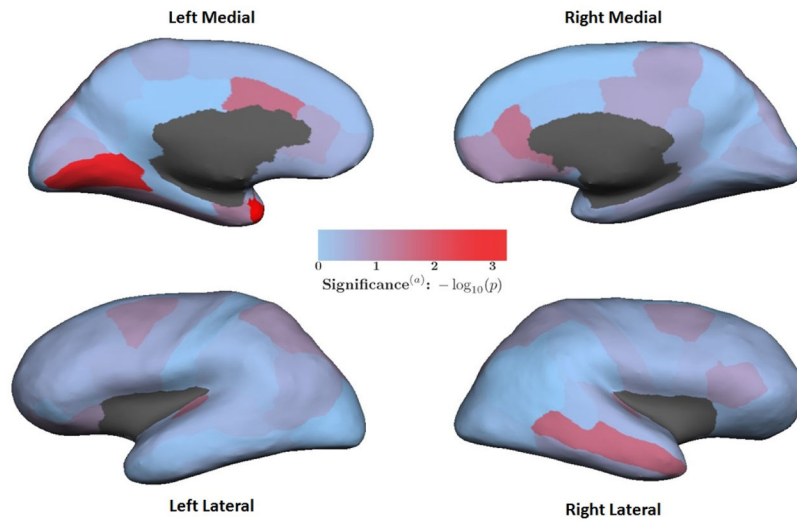 Left Medial
Right Medial
0 1 2 3
Significance(a): − log10(p)
Left Lateral
Right Lateral